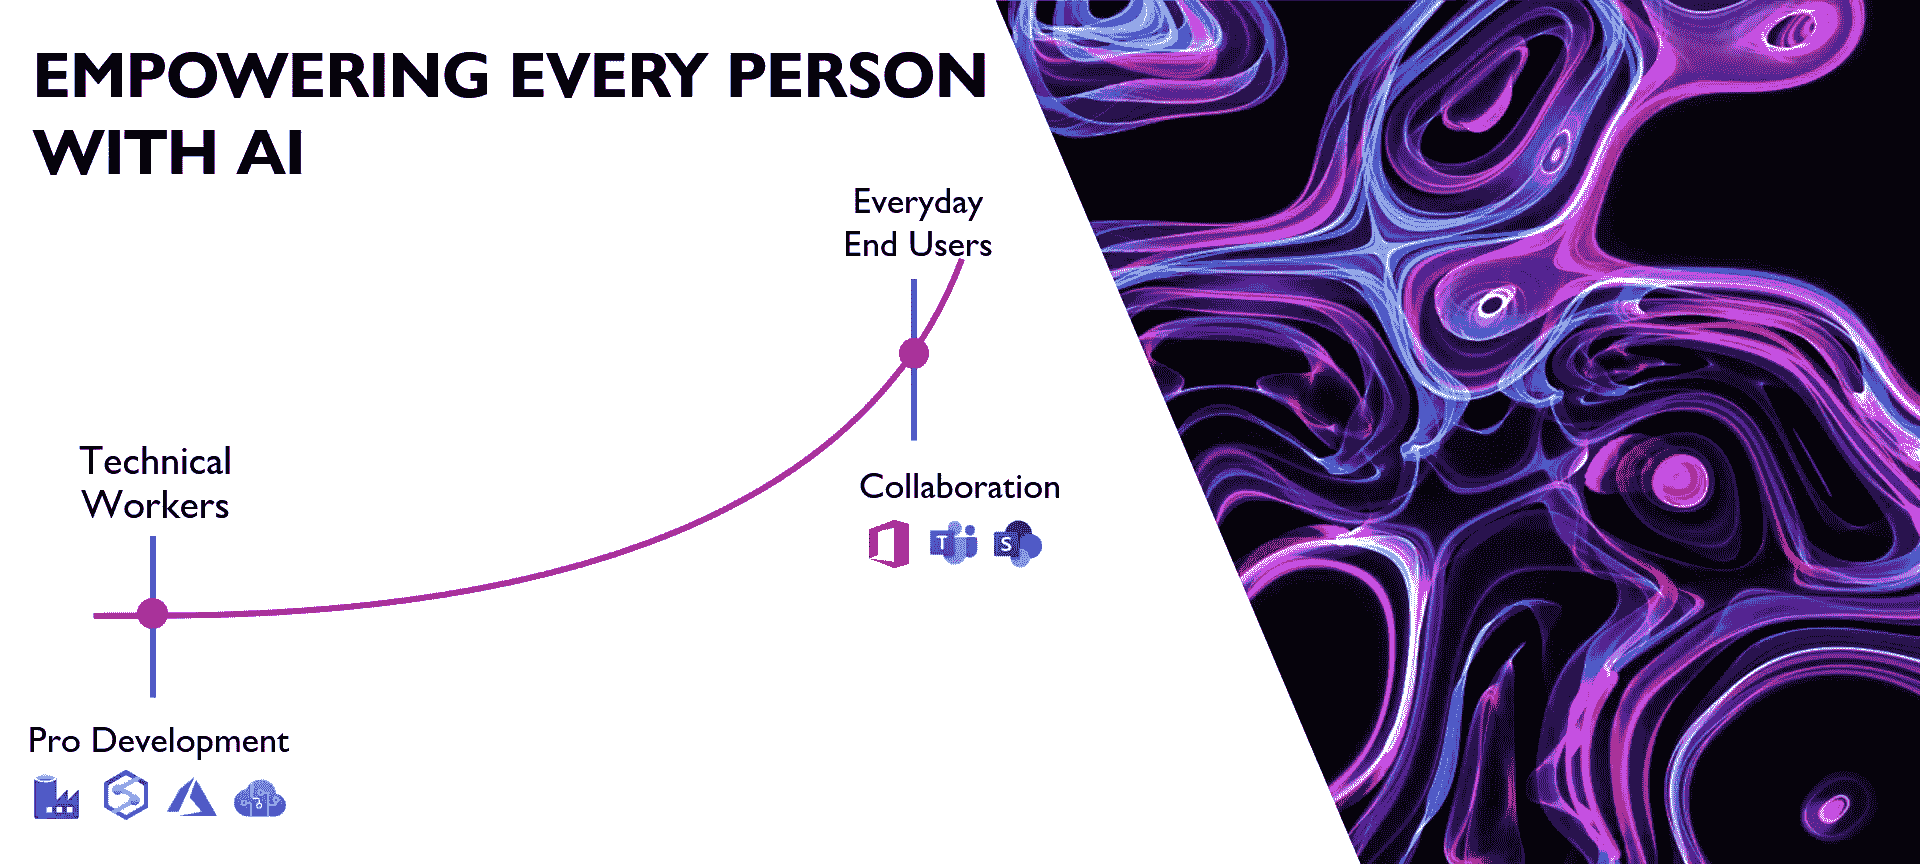 EMPOWERING EVERY PERSON
WITH AI
Everyday
End Users
Technical
Workers
Collaboration
T
S
Pro Development